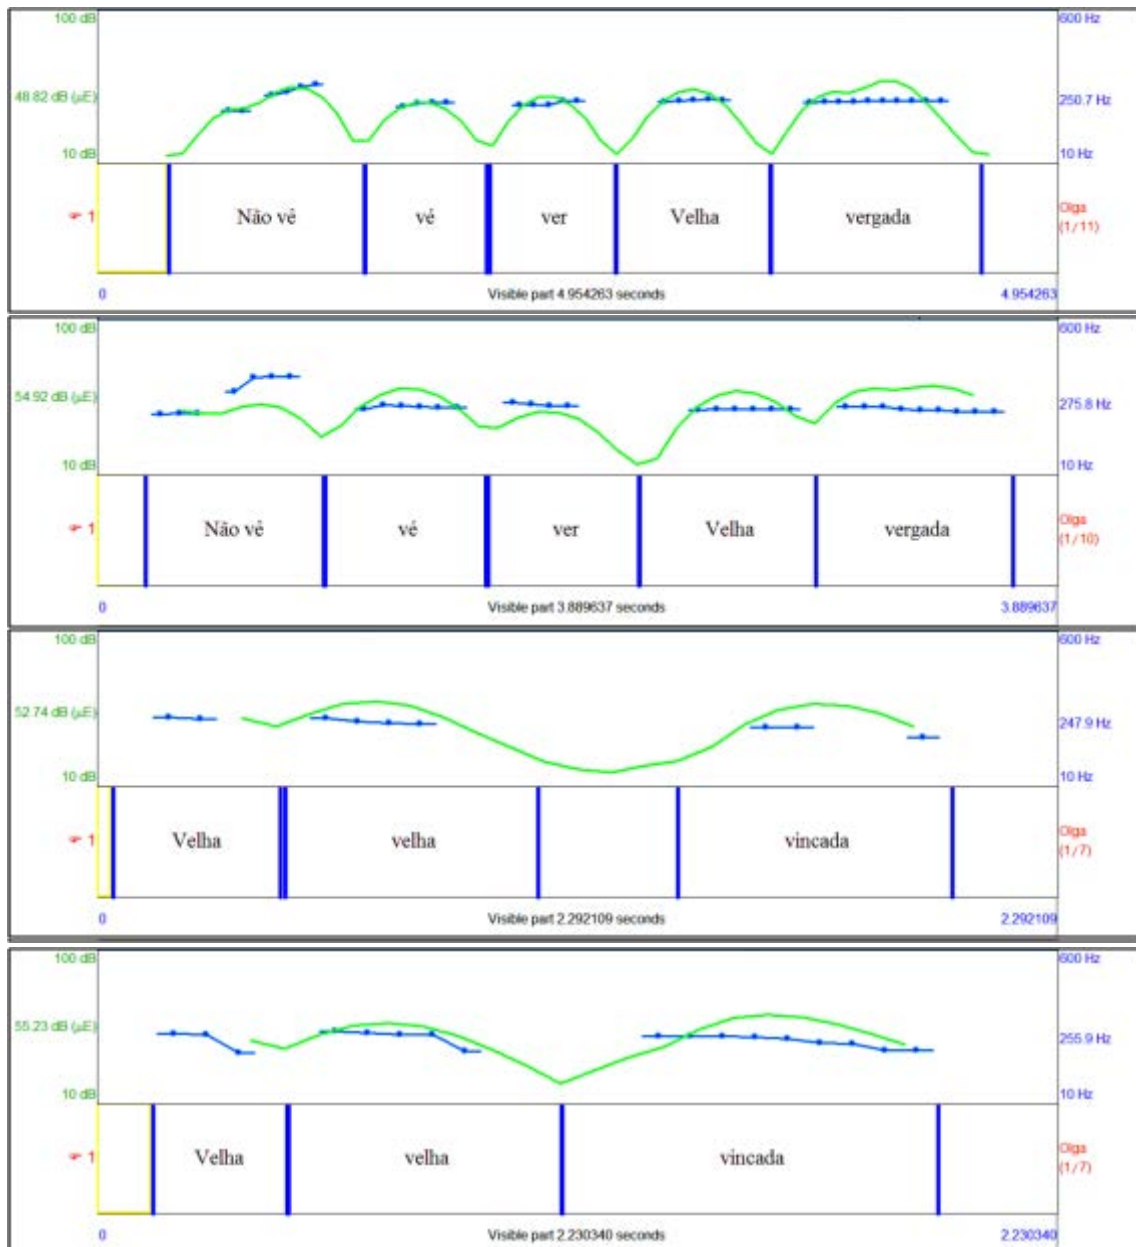 100 dB 600 Hz
48.82 dB (µE) 250.7 Hz
10 dB 10 Hz
1 Não vê vê ver Velha vergada Olga
(1/11)
0 Visible part 4.954263 seconds 4.954263
100 dB 600 Hz
54.92 dB (µE) 275.8 Hz
10 dB 10 Hz
1 Não vê vê ver Velha vergada Olga
(1/10)
0 Visible part 3.889637 seconds 3.889637
100 dB 600 Hz
52.74 dB (µE) 247.9 Hz
10 dB 10 Hz
1 Velha velha vincada Olga
(1/7)
0 Visible part 2.292109 seconds 2.292109
100 dB 600 Hz
55.23 dB (µE) 255.9 Hz
10 dB 10 Hz
1 Velha velha vincada Olga
(1/7)
0 Visible part 2.230340 seconds 2.230340